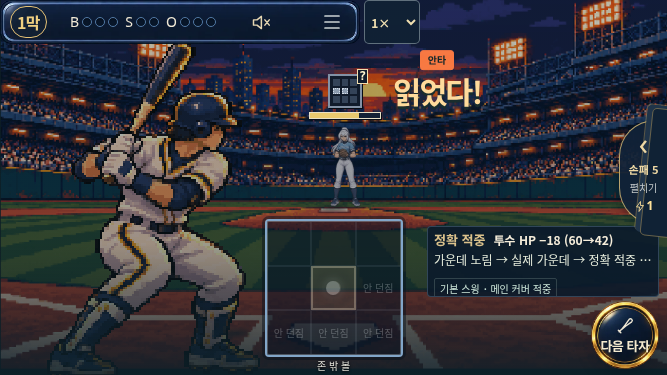 1막
B○○○ S○○ O○○○
1×
안타
?
읽었다!
손패 5
펼치기
1
정확 적중 투수 HP −18 (60→42)
가운데 노림 → 실제 가운데 → 정확 적중 ⋯
기본 스윙 · 메인 커버 적중
안 던짐
안 던짐 안 던짐 안 던짐
존 밖 볼
다음 타자